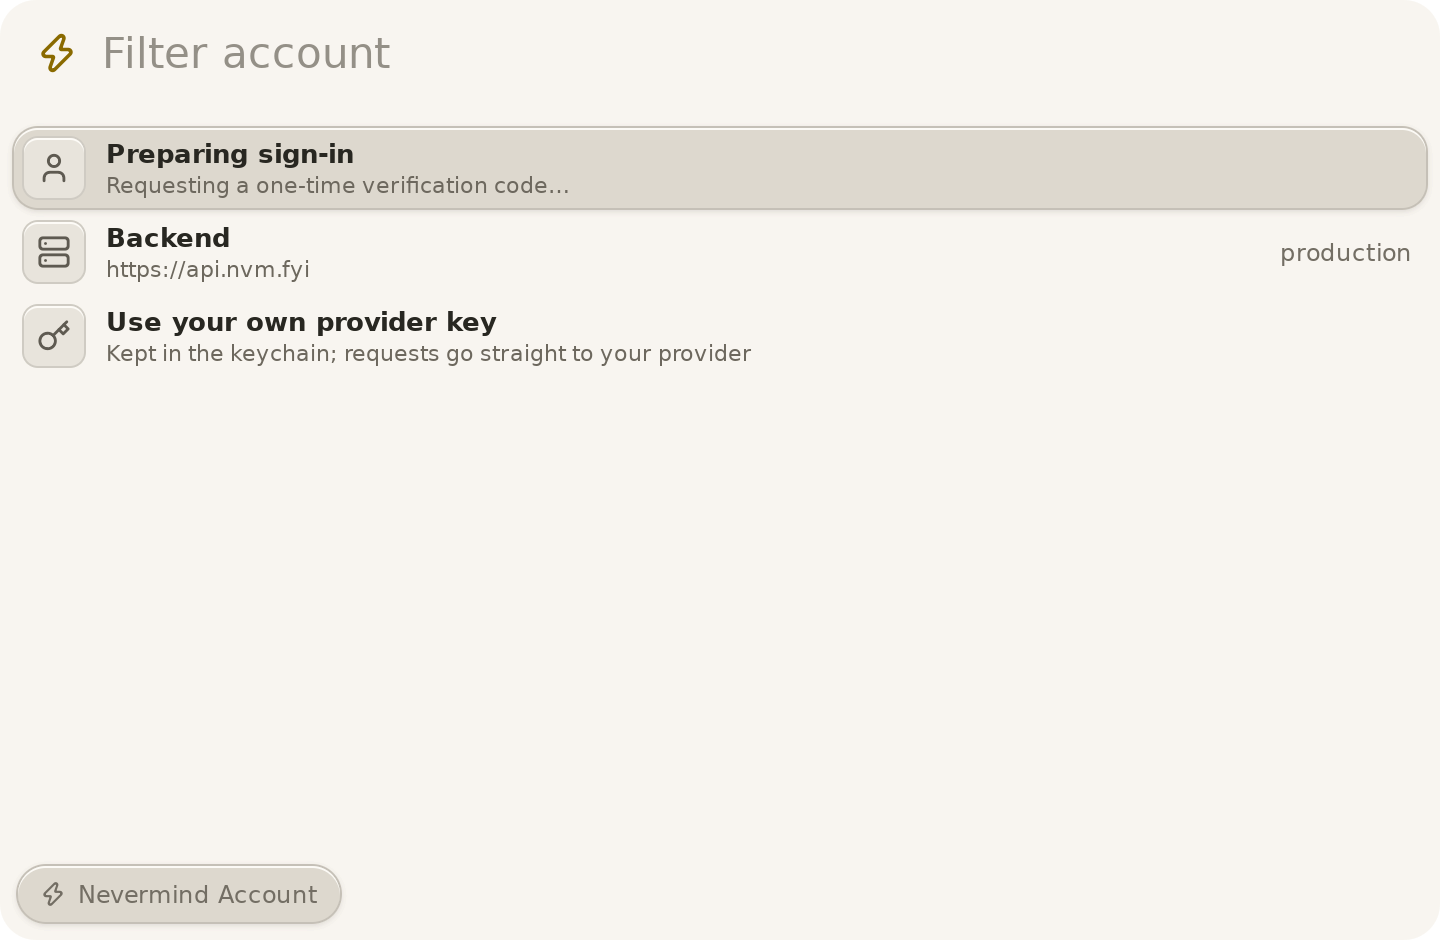 Filter account
Preparing sign-in
Requesting a one-time verification code…
Backend
https://api.nvm.fyi
production
Use your own provider key
Kept in the keychain; requests go straight to your provider
Nevermind Account